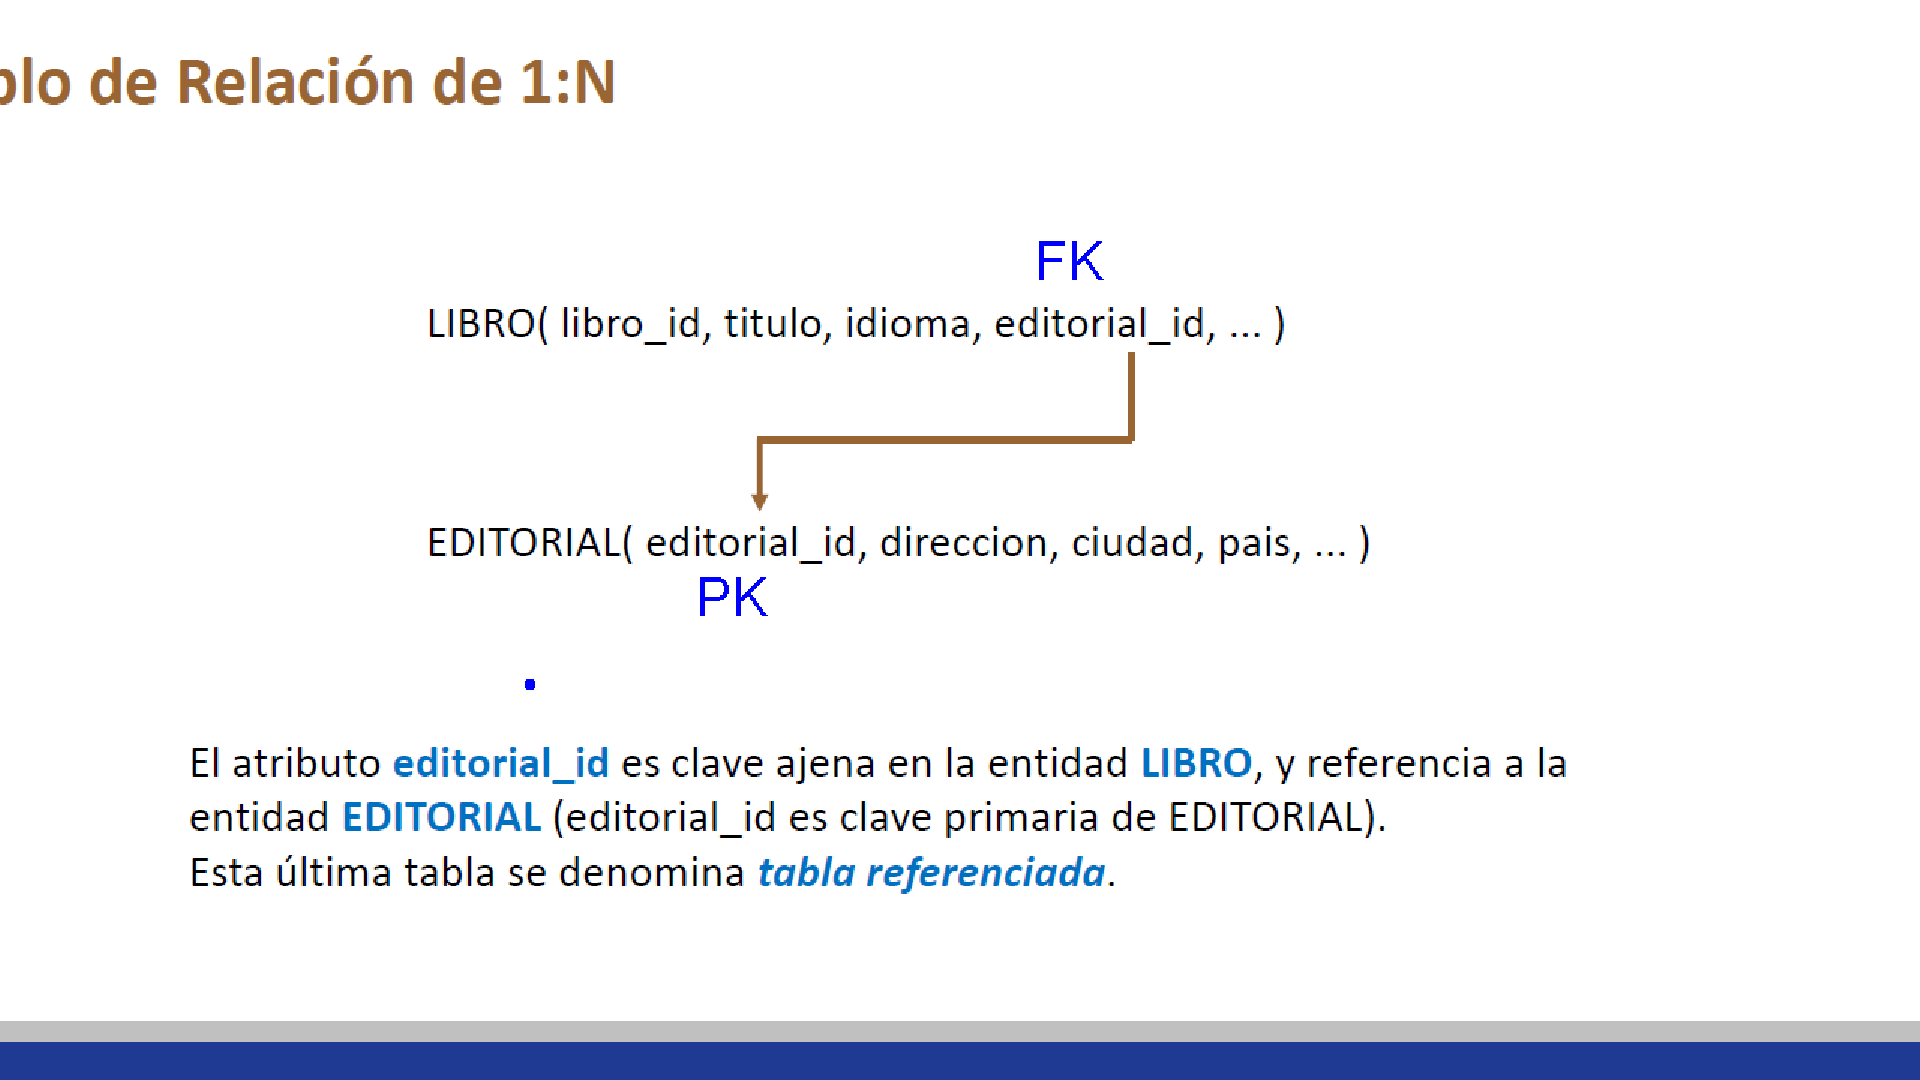 plo de Relación de 1:N
FK
LIBRO( libro_id, titulo, idioma, editorial_id, ... )
EDITORIAL( editorial_id, direccion, ciudad, pais, ... )
PK
El atributo editorial_id es clave ajena en la entidad LIBRO, y referencia a la
entidad EDITORIAL (editorial_id es clave primaria de EDITORIAL).
Esta última tabla se denomina tabla referenciada.